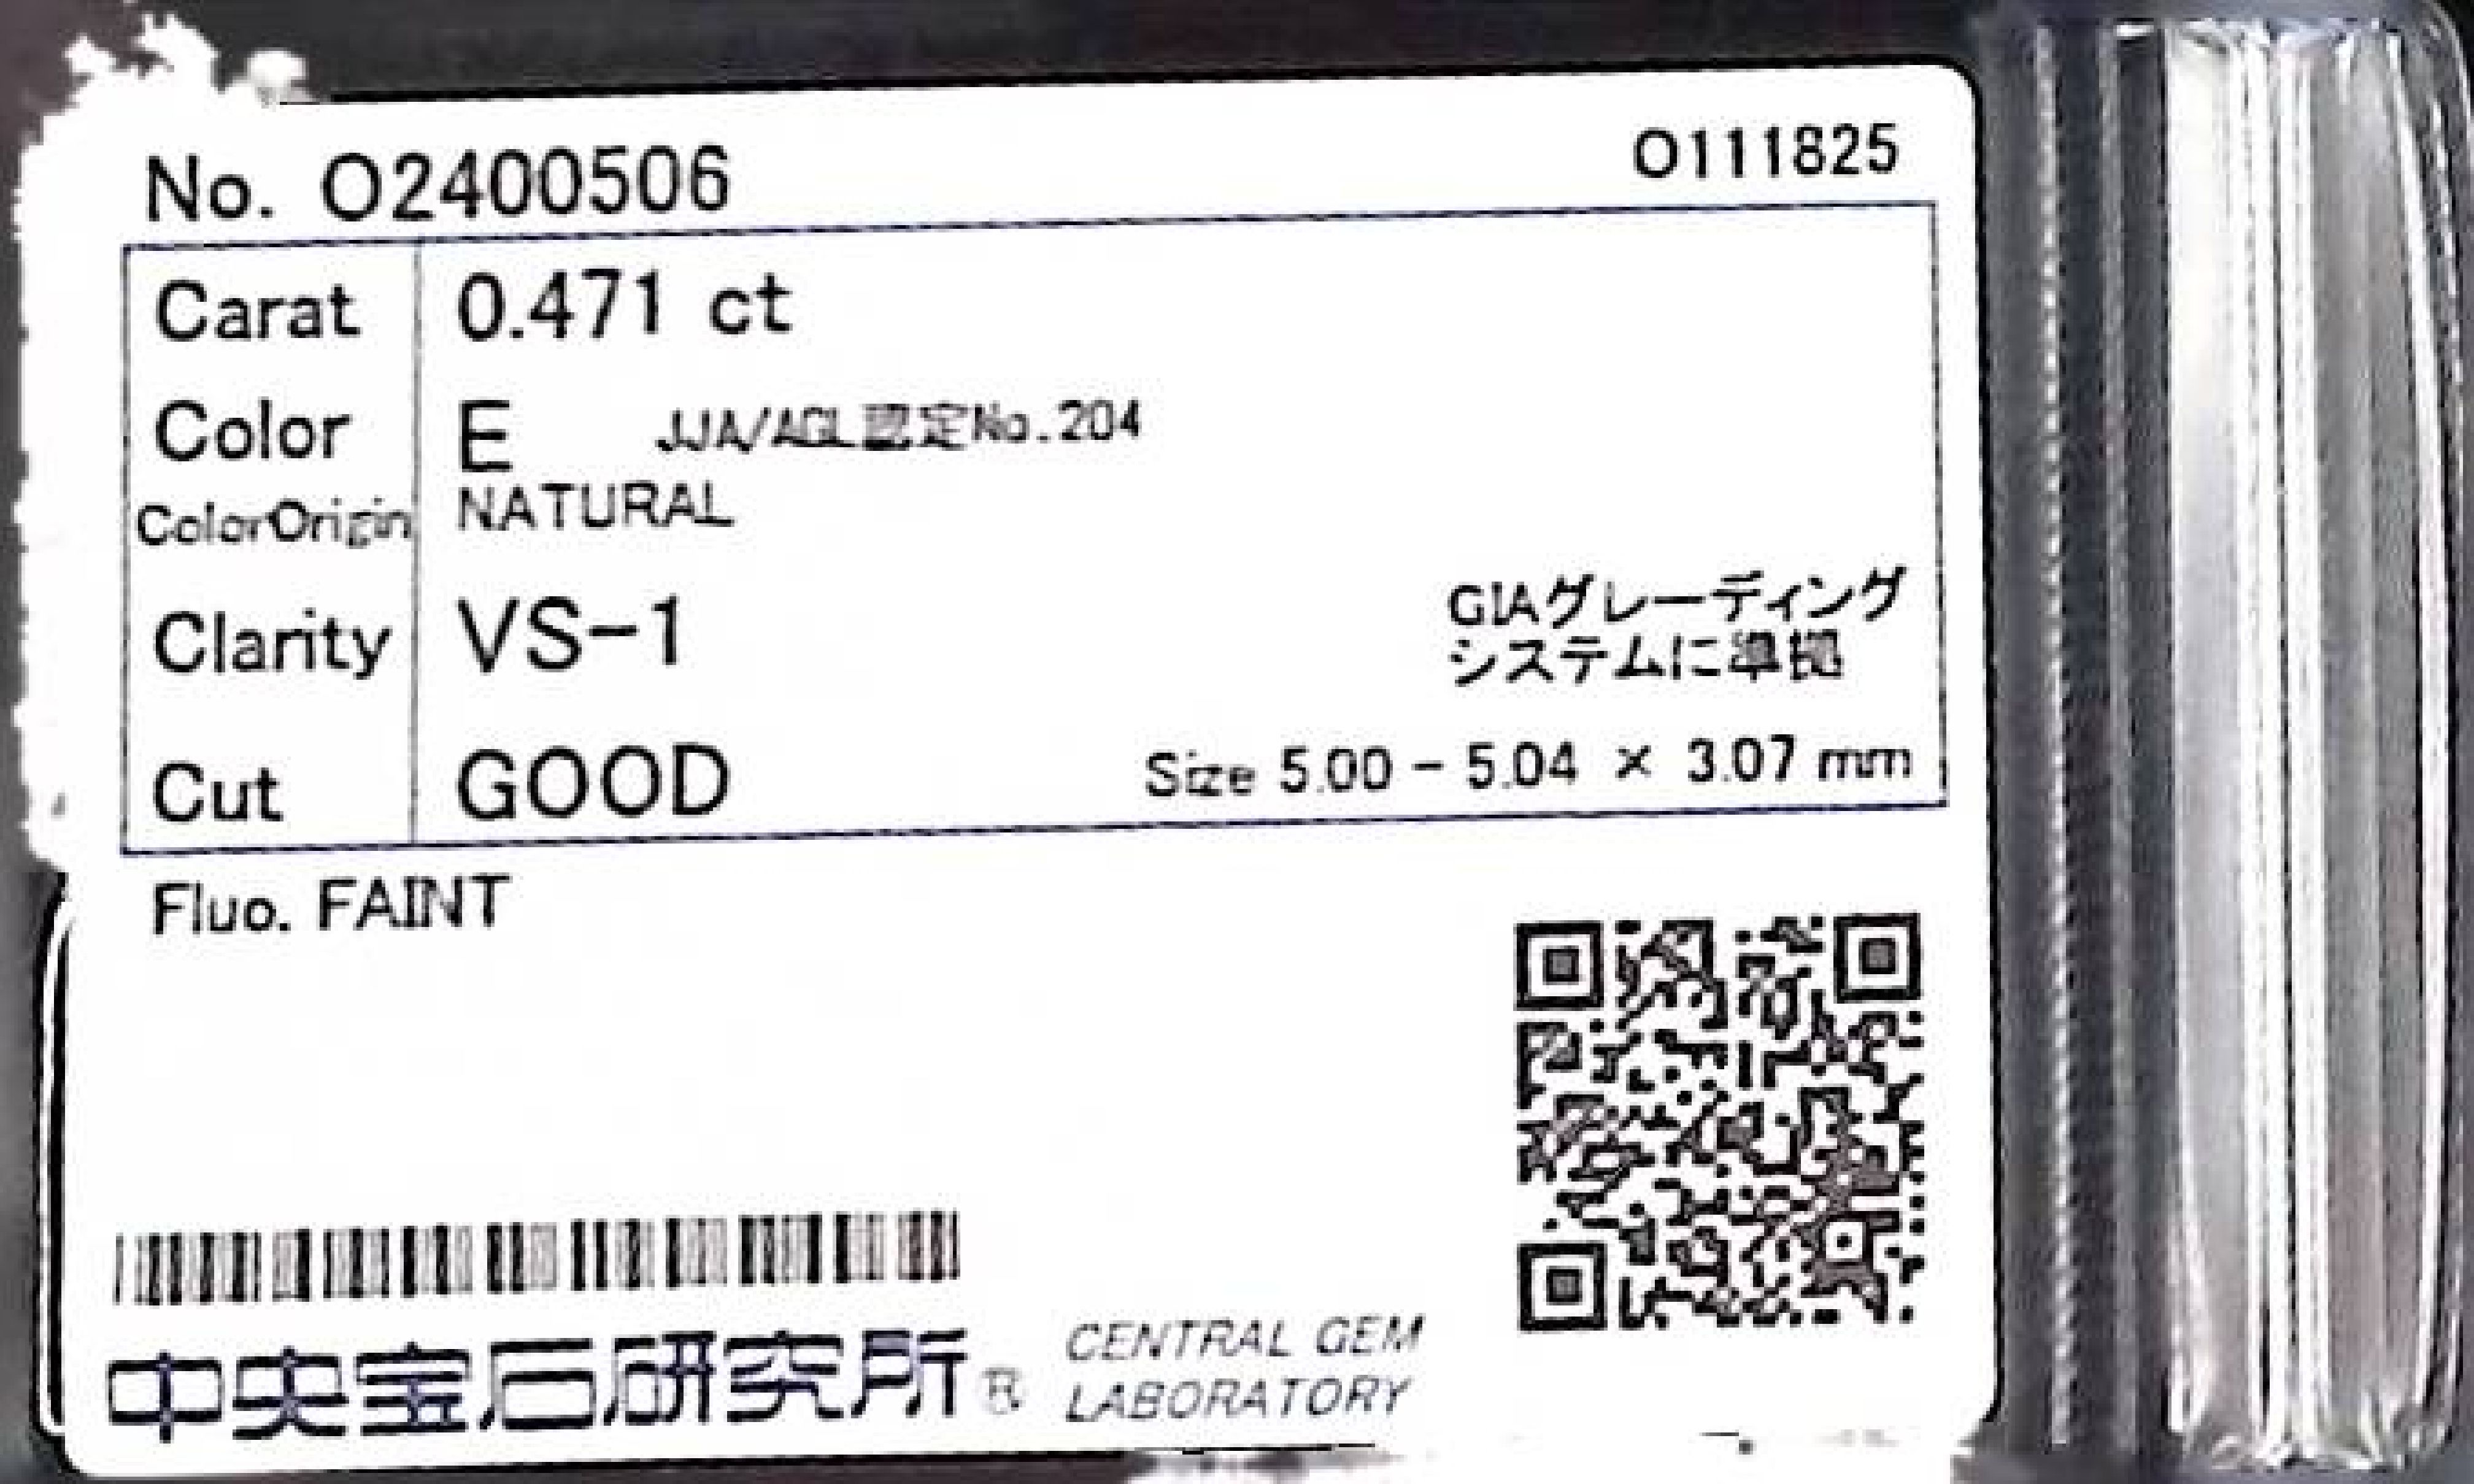 No. O2400506
O111825
Carat 0.471 ct
Color E JJA/AGL認定No.204
ColorOrigin NATURAL
Clarity VS-1
GIAグレーディング
システムに準拠
Cut GOOD
Size 5.00 - 5.04 × 3.07 mm
Fluo. FAINT
中央宝石研究所®
CENTRAL GEM
LABORATORY